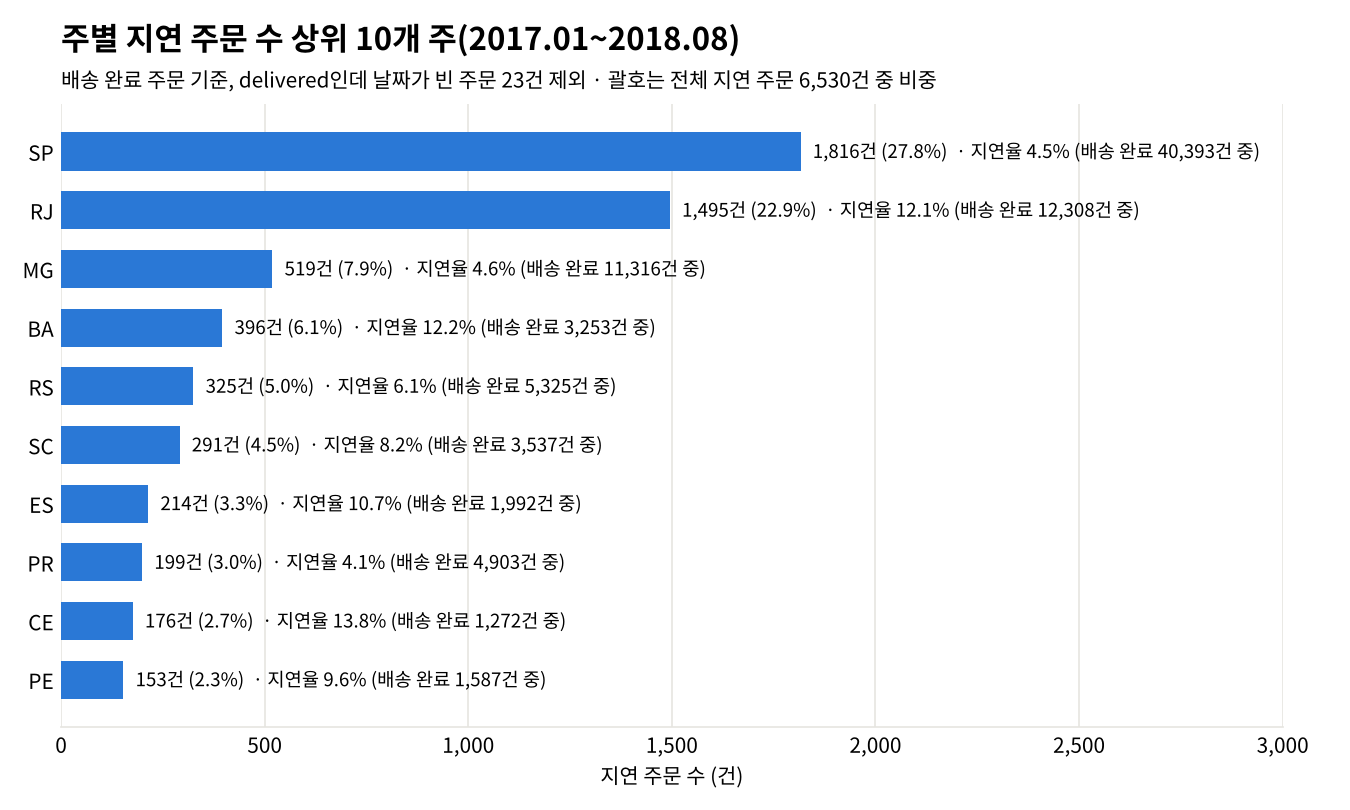 주별 지연 주문 수 상위 10개 주(2017.01~2018.08)
배송 완료 주문 기준, delivered인데 날짜가 빈 주문 23건 제외 · 괄호는 전체 지연 주문 6,530건 중 비중
SP 1,816건 (27.8%) · 지연율 4.5% (배송 완료 40,393건 중)
RJ 1,495건 (22.9%) · 지연율 12.1% (배송 완료 12,308건 중)
MG 519건 (7.9%) · 지연율 4.6% (배송 완료 11,316건 중)
BA 396건 (6.1%) · 지연율 12.2% (배송 완료 3,253건 중)
RS 325건 (5.0%) · 지연율 6.1% (배송 완료 5,325건 중)
SC 291건 (4.5%) · 지연율 8.2% (배송 완료 3,537건 중)
ES 214건 (3.3%) · 지연율 10.7% (배송 완료 1,992건 중)
PR 199건 (3.0%) · 지연율 4.1% (배송 완료 4,903건 중)
CE 176건 (2.7%) · 지연율 13.8% (배송 완료 1,272건 중)
PE 153건 (2.3%) · 지연율 9.6% (배송 완료 1,587건 중)
0 500 1,000 1,500 2,000 2,500 3,000
지연 주문 수 (건)